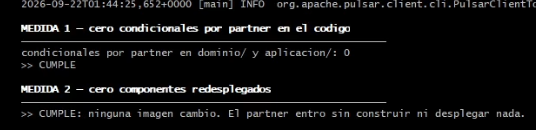 2026-09-22T01:44:25,652+0000 [main] INFO org.apache.pulsar.client.cli.PulsarClientTo
MEDIDA 1 — cero condicionales por partner en el codigo
condicionales por partner en dominio/ y aplicacion/: 0
>> CUMPLE
MEDIDA 2 — cero componentes redesplegados
>> CUMPLE: ninguna imagen cambio. El partner entro sin construir ni desplegar nada.